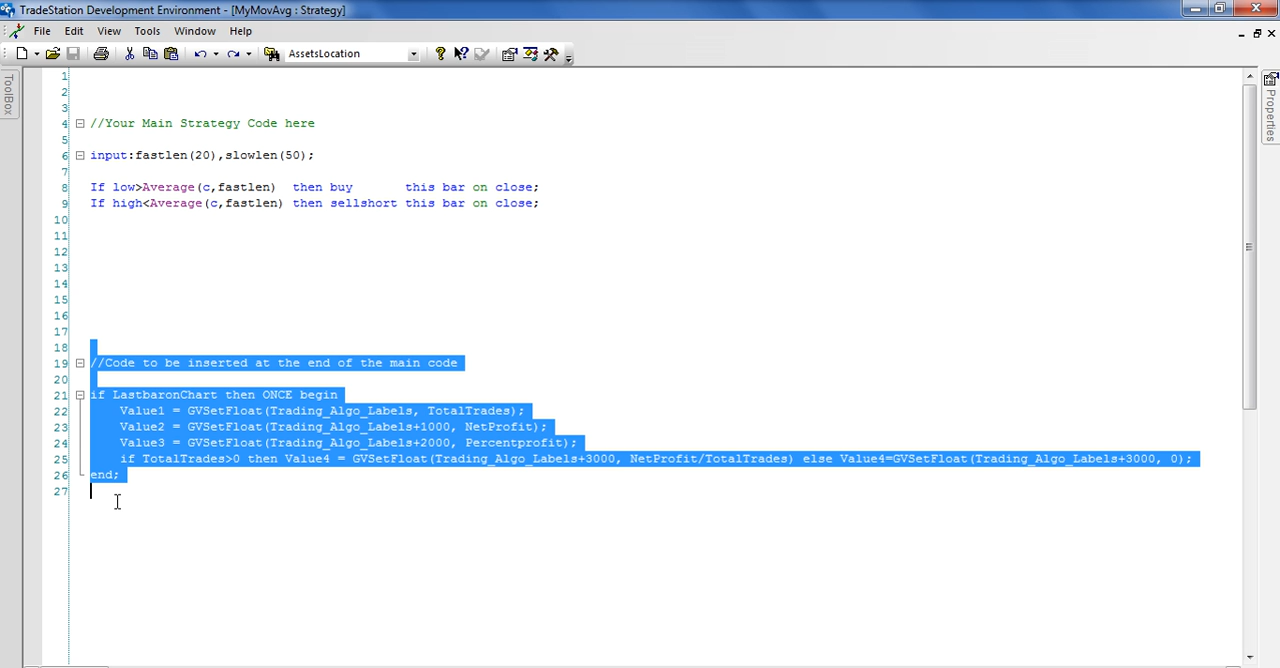 TradeStation Development Environment - [MyMovAvg : Strategy]
File Edit View Tools Window Help
AssetsLocation
ToolBox
Properties
1
2
3
4 //Your Main Strategy Code here
5
6 input:fastlen(20),slowlen(50);
7
8 If low>Average(c,fastlen) then buy this bar on close;
9 If high<Average(c,fastlen) then sellshort this bar on close;
10
11
12
13
14
15
16
17
18
19 //Code to be inserted at the end of the main code
20
21 if LastbaronChart then ONCE begin
22 Value1 = GVSetFloat(Trading_Algo_Labels, TotalTrades);
23 Value2 = GVSetFloat(Trading_Algo_Labels+1000, NetProfit);
24 Value3 = GVSetFloat(Trading_Algo_Labels+2000, Percentprofit);
25 if TotalTrades>0 then Value4 = GVSetFloat(Trading_Algo_Labels+3000, NetProfit/TotalTrades) else Value4=GVSetFloat(Trading_Algo_Labels+3000, 0);
26 end;
27